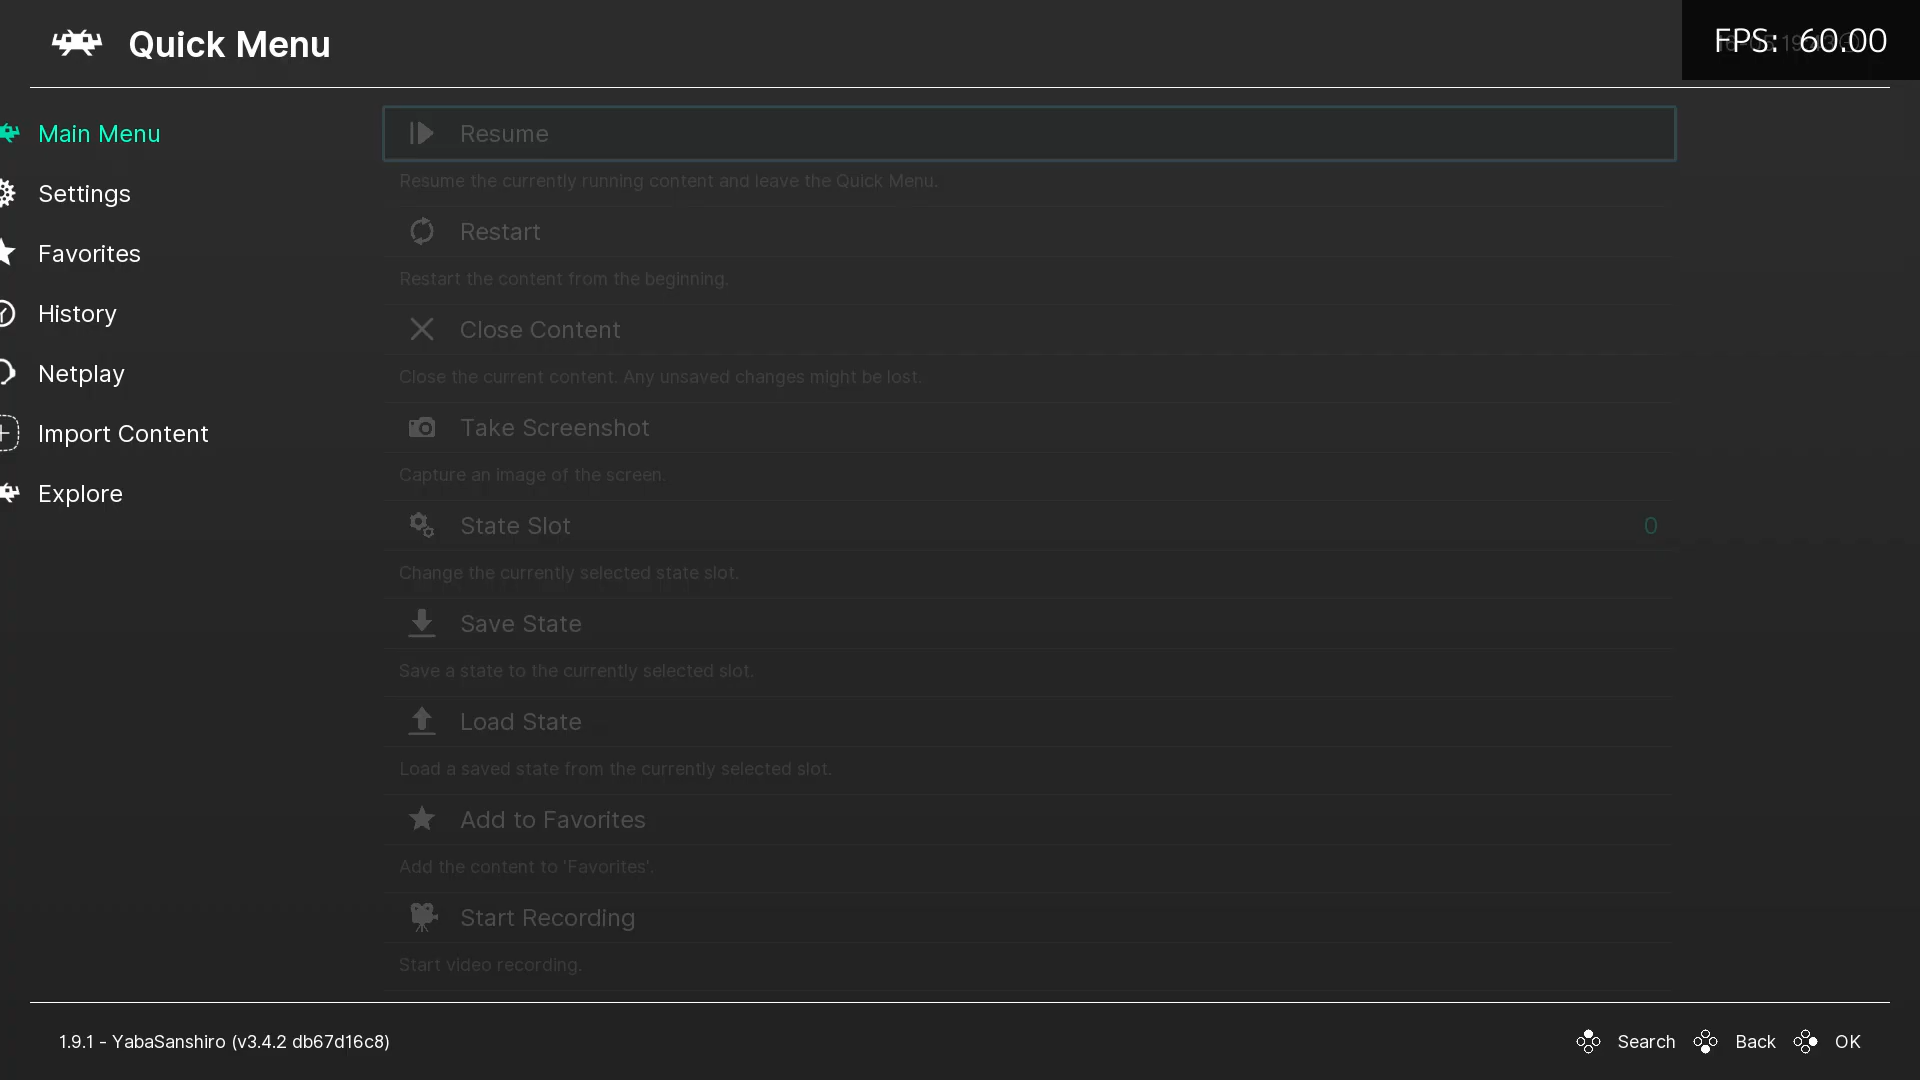 Quick Menu
FPS: 60.00
Main Menu
Settings
Favorites
History
Netplay
Import Content
Explore
Resume
Resume the currently running content and leave the Quick Menu.
Restart
Restart the content from the beginning.
Close Content
Close the current content. Any unsaved changes might be lost.
Take Screenshot
Capture an image of the screen.
State Slot 0
Change the currently selected state slot.
Save State
Save a state to the currently selected slot.
Load State
Load a saved state from the currently selected slot.
Add to Favorites
Add the content to 'Favorites'.
Start Recording
Start video recording.
1.9.1 - YabaSanshiro (v3.4.2 db67d16c8)
Search Back OK